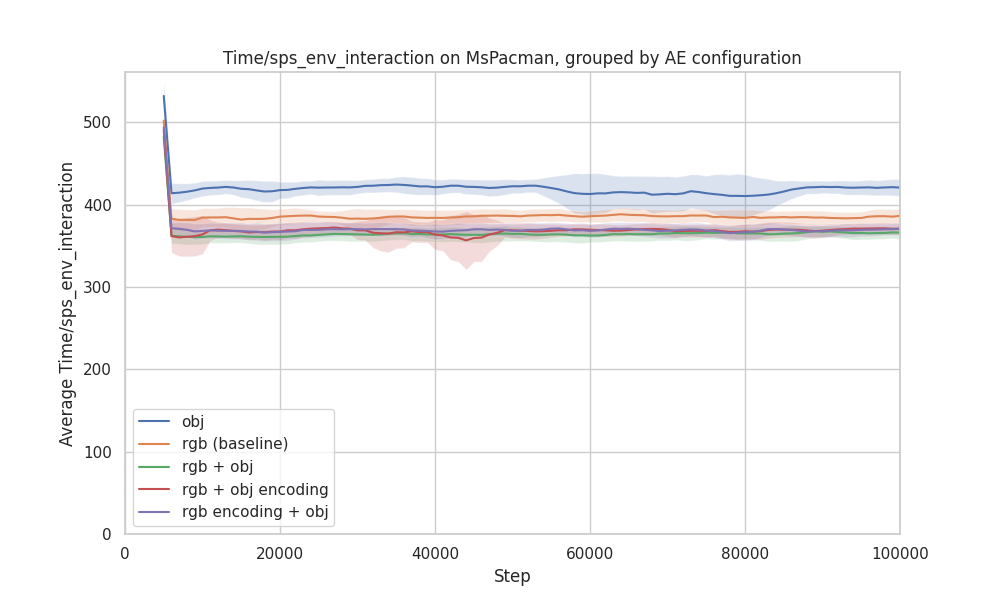 Time/sps_env_interaction on MsPacman, grouped by AE configuration
Average Time/sps_env_interaction
500
400
300
200
100
0
obj
rgb (baseline)
rgb + obj
rgb + obj encoding
rgb encoding + obj
0 20000 40000 60000 80000 100000
Step